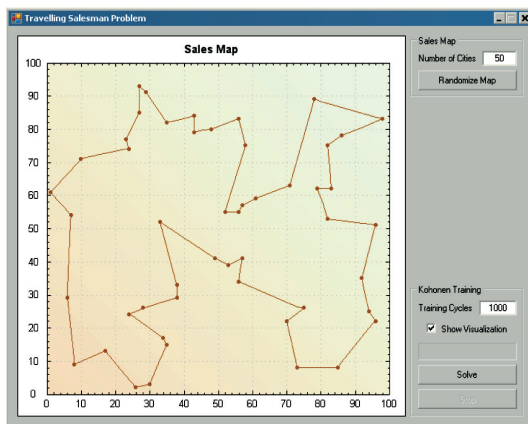 Travelling Salesman Problem
Sales Map
100
90
80
70
60
50
40
30
20
10
0
0 10 20 30 40 50 60 70 80 90 100
Sales Map
Number of Cities 50
Randomize Map
Kohonen Training
Training Cycles 1000
Show Visualization
Solve
Stop